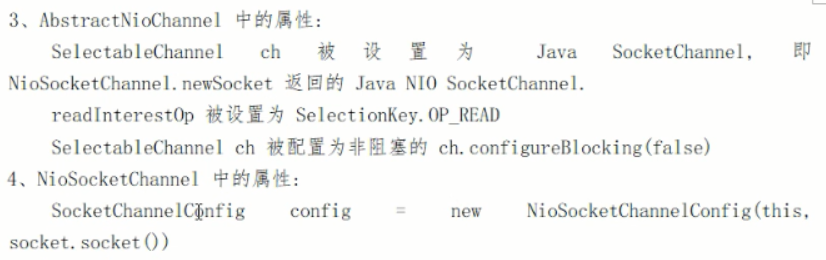 3、AbstractNioChannel 中的属性：
SelectableChannel ch 被 设 置 为 Java SocketChannel, 即
NioSocketChannel.newSocket 返回的 Java NIO SocketChannel.
readInterestOp 被设置为 SelectionKey.OP_READ
SelectableChannel ch 被配置为非阻塞的 ch.configureBlocking(false)
4、NioSocketChannel 中的属性：
SocketChannelConfig config = new NioSocketChannelConfig(this,
socket.socket())